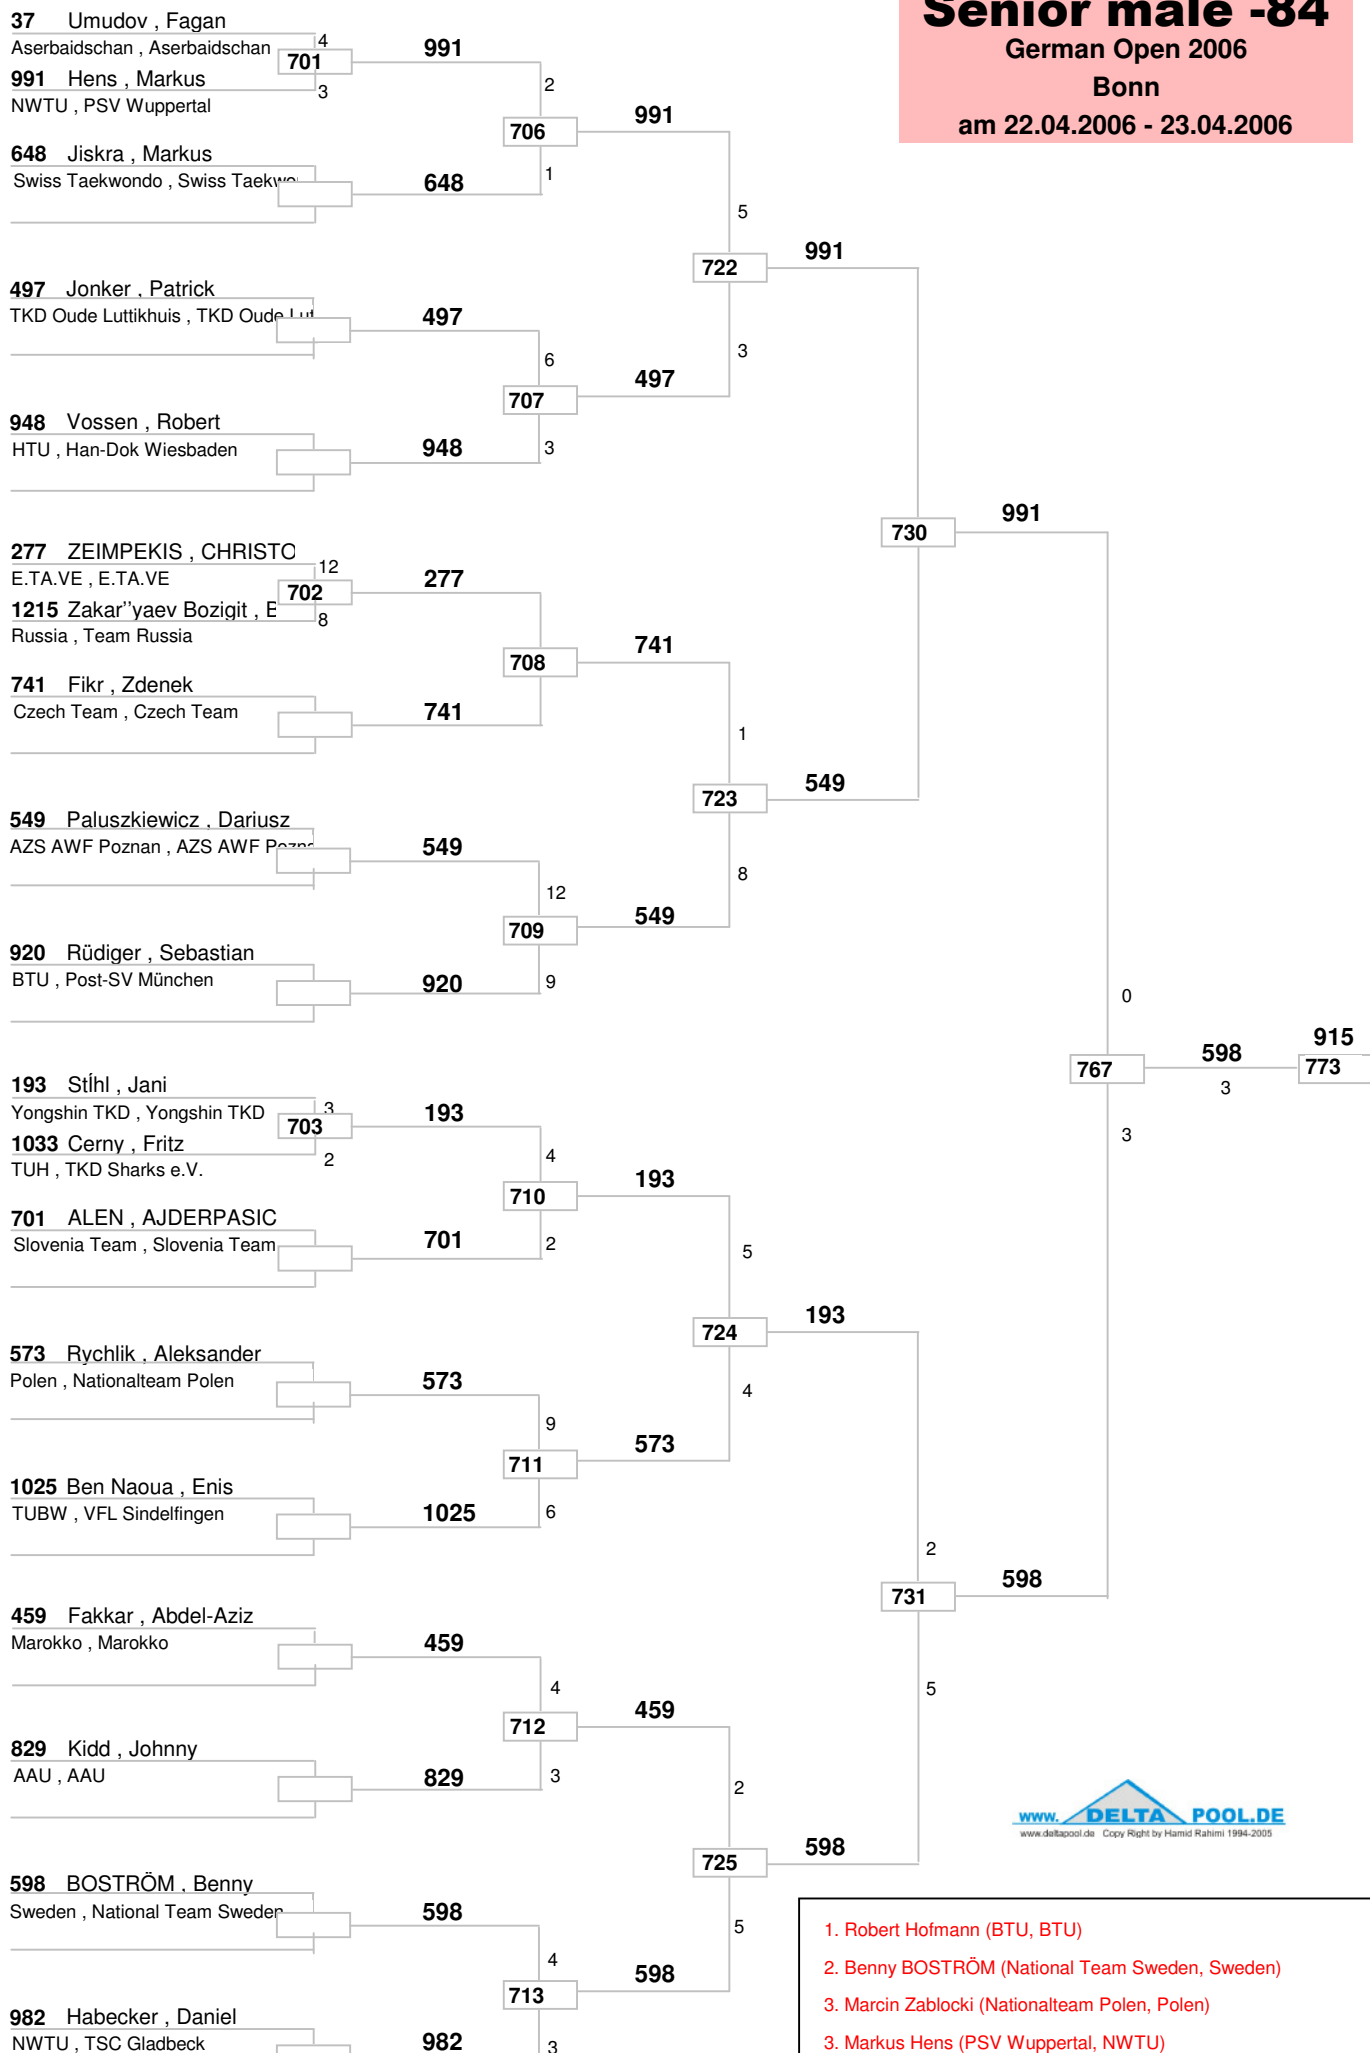 Senior male -84
German Open 2006
Bonn
am 22.04.2006 - 23.04.2006
37 Umudov , Fagan
Aserbaidschan , Aserbaidschan
4
701
991
991 Hens , Markus
3
NWTU , PSV Wuppertal
2
706
991
648 Jiskra , Markus
Swiss Taekwondo , Swiss
648
1
5
722
991
497 Jonker , Patrick
TKD Oude Luttikhuis , TKD Oude
497
6
3
707
497
948 Vossen , Robert
HTU , Han-Dok Wiesbaden
948
3
730
991
277 ZEIMPEKIS , CHRISTO
E.TA.VE , E.TA.VE
12
702
277
1215 Zakar''yaev Bozigit , E
8
Russia , Team Russia
708
741
741 Fikr , Zdenek
Czech Team , Czech Team
741
1
723
549
549 Paluszkiewicz , Dariusz
AZS AWF Poznan , AZS AWF
549
8
12
709
549
920 Rüdiger , Sebastian
BTU , Post-SV München
920
9
0
767
598
3
915
773
193 Stĺhl , Jani
Yongshin TKD , Yongshin TKD
3
703
193
1033 Cerny , Fritz
2
TUH , TKD Sharks e.V.
3
4
710
193
701 ALEN , AJDERPASIC
Slovenia Team , Slovenia Team
701
2
5
724
193
573 Rychlik , Aleksander
Polen , Nationalteam Polen
573
4
9
711
573
1025 Ben Naoua , Enis
TUBW , VFL Sindelfingen
1025
6
2
731
598
459 Fakkar , Abdel-Aziz
Marokko , Marokko
459
5
4
712
459
829 Kidd , Johnny
AAU , AAU
829
3
2
725
598
598 BOSTRÖM , Benny
Sweden , National Team Sweden
598
5
4
713
598
982 Habecker , Daniel
NWTU , TSC Gladbeck
982
3
www. DELTA POOL.DE
www.deltapool.de Copy Right by Hamid Rahimi 1994-2005
1. Robert Hofmann (BTU, BTU)
2. Benny BOSTRÖM (National Team Sweden, Sweden)
3. Marcin Zablocki (Nationalteam Polen, Polen)
3. Markus Hens (PSV Wuppertal, NWTU)